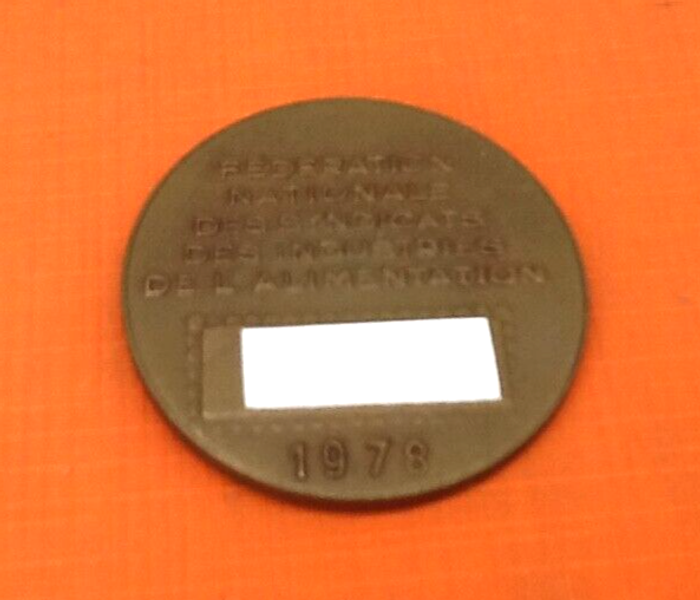 FEDERATION
NATIONALE
DES SYNDICATS
DES INDUSTRIES
DE L'ALIMENTATION
1978